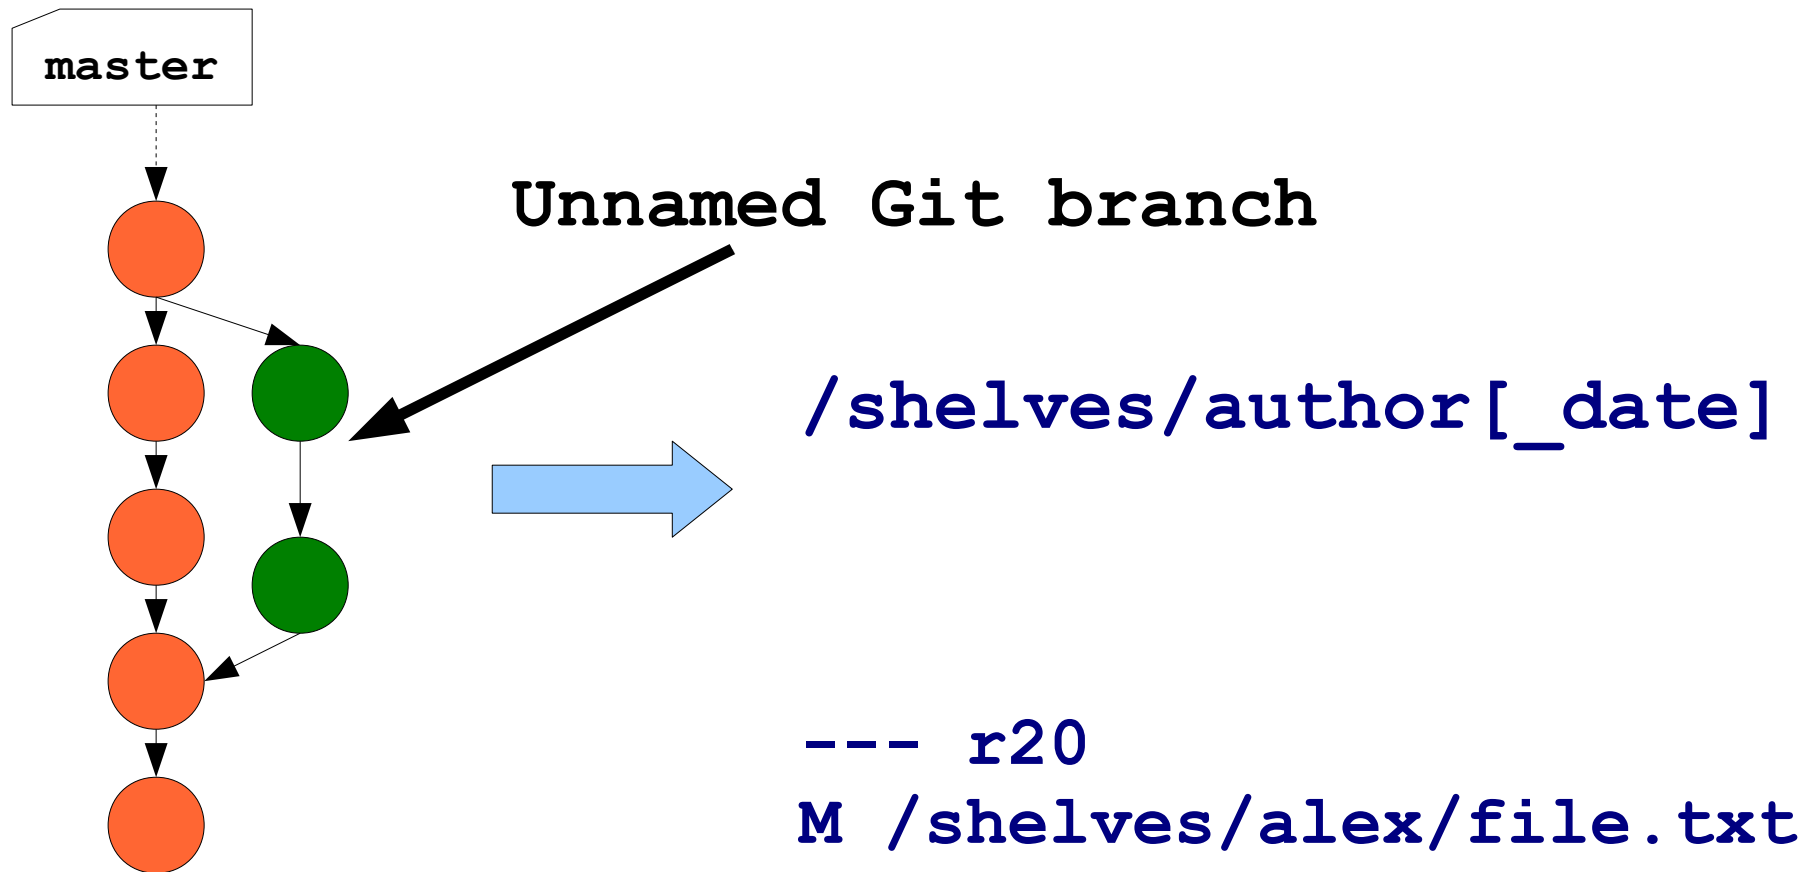 master
Unnamed Git branch
/shelves/author[_date]
--- r20
M /shelves/alex/file.txt